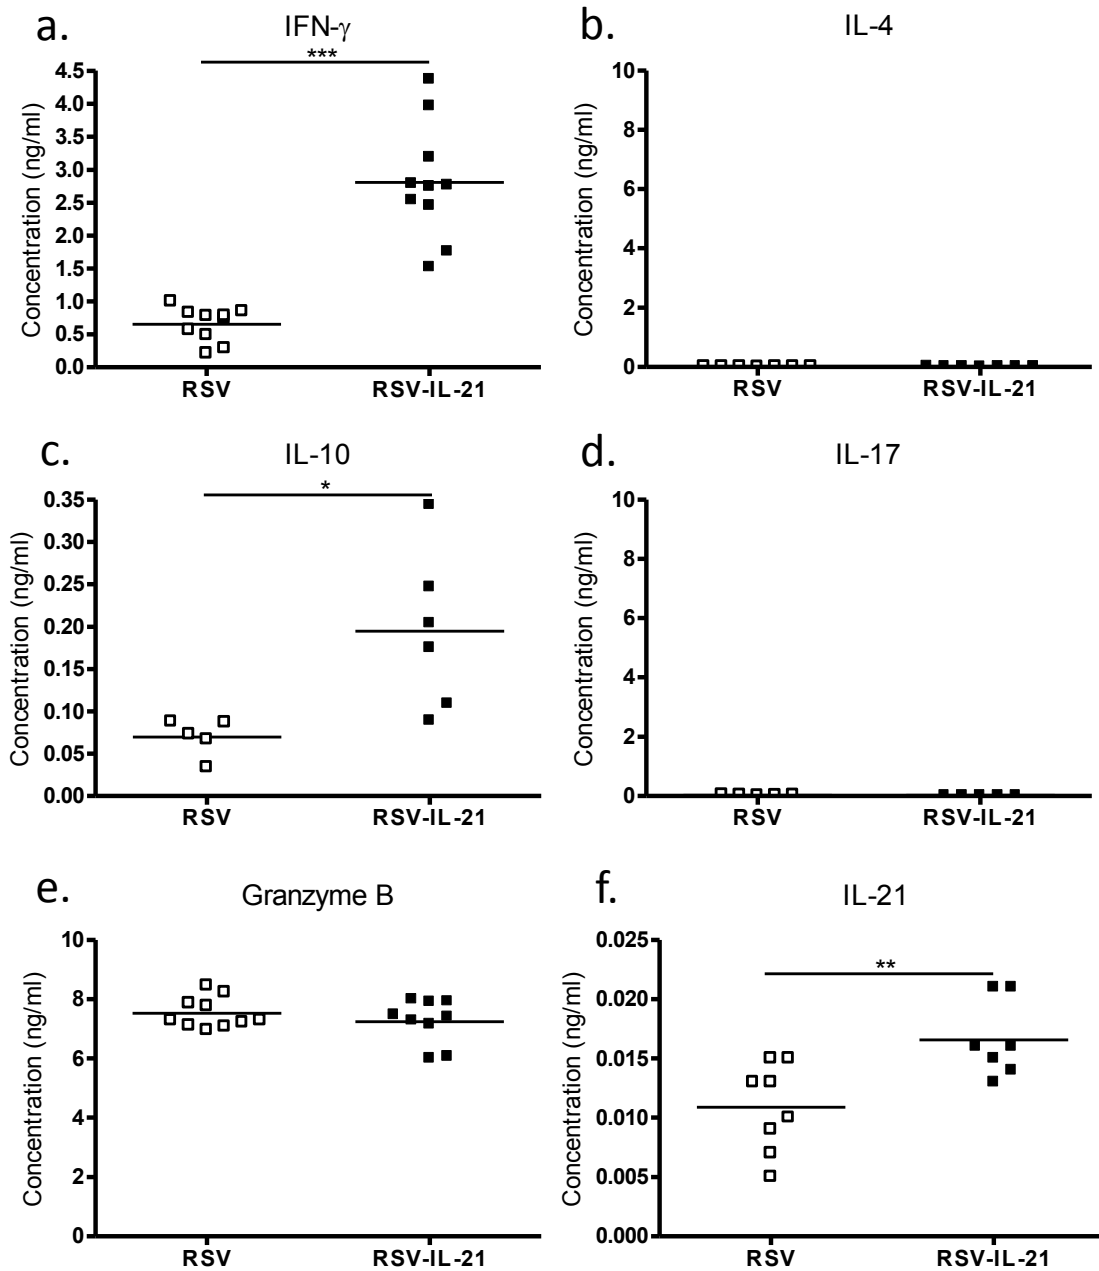 a.
IFN-γ
***
Concentration (ng/ml)
4.5
4.0
3.5
3.0
2.5
2.0
1.5
1.0
0.5
0.0
RSV
RSV-IL-21
b.
IL-4
Concentration (ng/ml)
10
8
6
4
2
0
RSV
RSV-IL-21
c.
IL-10
*
Concentration (ng/ml)
0.35
0.30
0.25
0.20
0.15
0.10
0.05
0.00
RSV
RSV-IL-21
d.
IL-17
Concentration (ng/ml)
10
8
6
4
2
0
RSV
RSV-IL-21
e.
Granzyme B
Concentration (ng/ml)
10
8
6
4
2
0
RSV
RSV-IL-21
f.
IL-21
**
Concentration (ng/ml)
0.025
0.020
0.015
0.010
0.005
0.000
RSV
RSV-IL-21